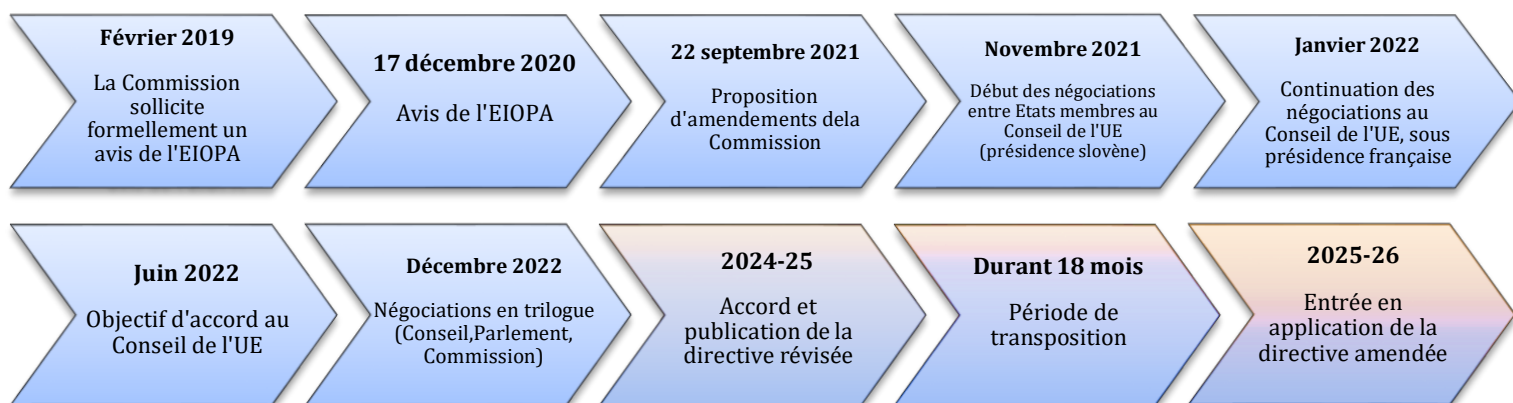 Février 2019
La Commission
sollicite
formellement un
avis de l'EIOPA
17 décembre 2020
Avis de l'EIOPA
22 septembre 2021
Proposition
d'amendements dela
Commission
Novembre 2021
Début des négociations
entre Etats membres au
Conseil de l'UE
(présidence slovène)
Janvier 2022
Continuation des
négociations au
Conseil de l'UE, sous
présidence française
Juin 2022
Objectif d'accord au
Conseil de l'UE
Décembre 2022
Négociations en trilogue
(Conseil,Parlement,
Commission)
2024-25
Accord et
publication de la
directive révisée
Durant 18 mois
Période de
transposition
2025-26
Entrée en
application de la
directive amendée